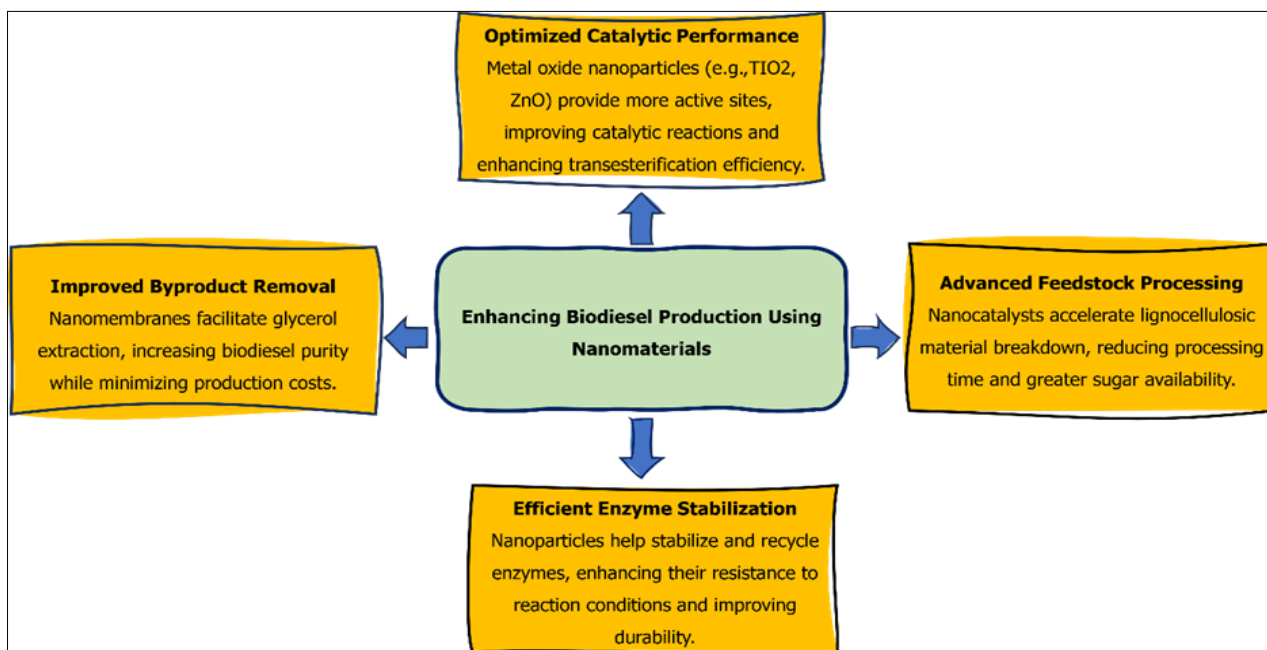 Optimized Catalytic Performance
Metal oxide nanoparticles (e.g.,TIO2,
ZnO) provide more active sites,
improving catalytic reactions and
enhancing transesterification efficiency.
Improved Byproduct Removal
Nanomembranes facilitate glycerol
extraction, increasing biodiesel purity
while minimizing production costs.
Enhancing Biodiesel Production Using
Nanomaterials
Advanced Feedstock Processing
Nanocatalysts accelerate lignocellulosic
material breakdown, reducing processing
time and greater sugar availability.
Efficient Enzyme Stabilization
Nanoparticles help stabilize and recycle
enzymes, enhancing their resistance to
reaction conditions and improving
durability.